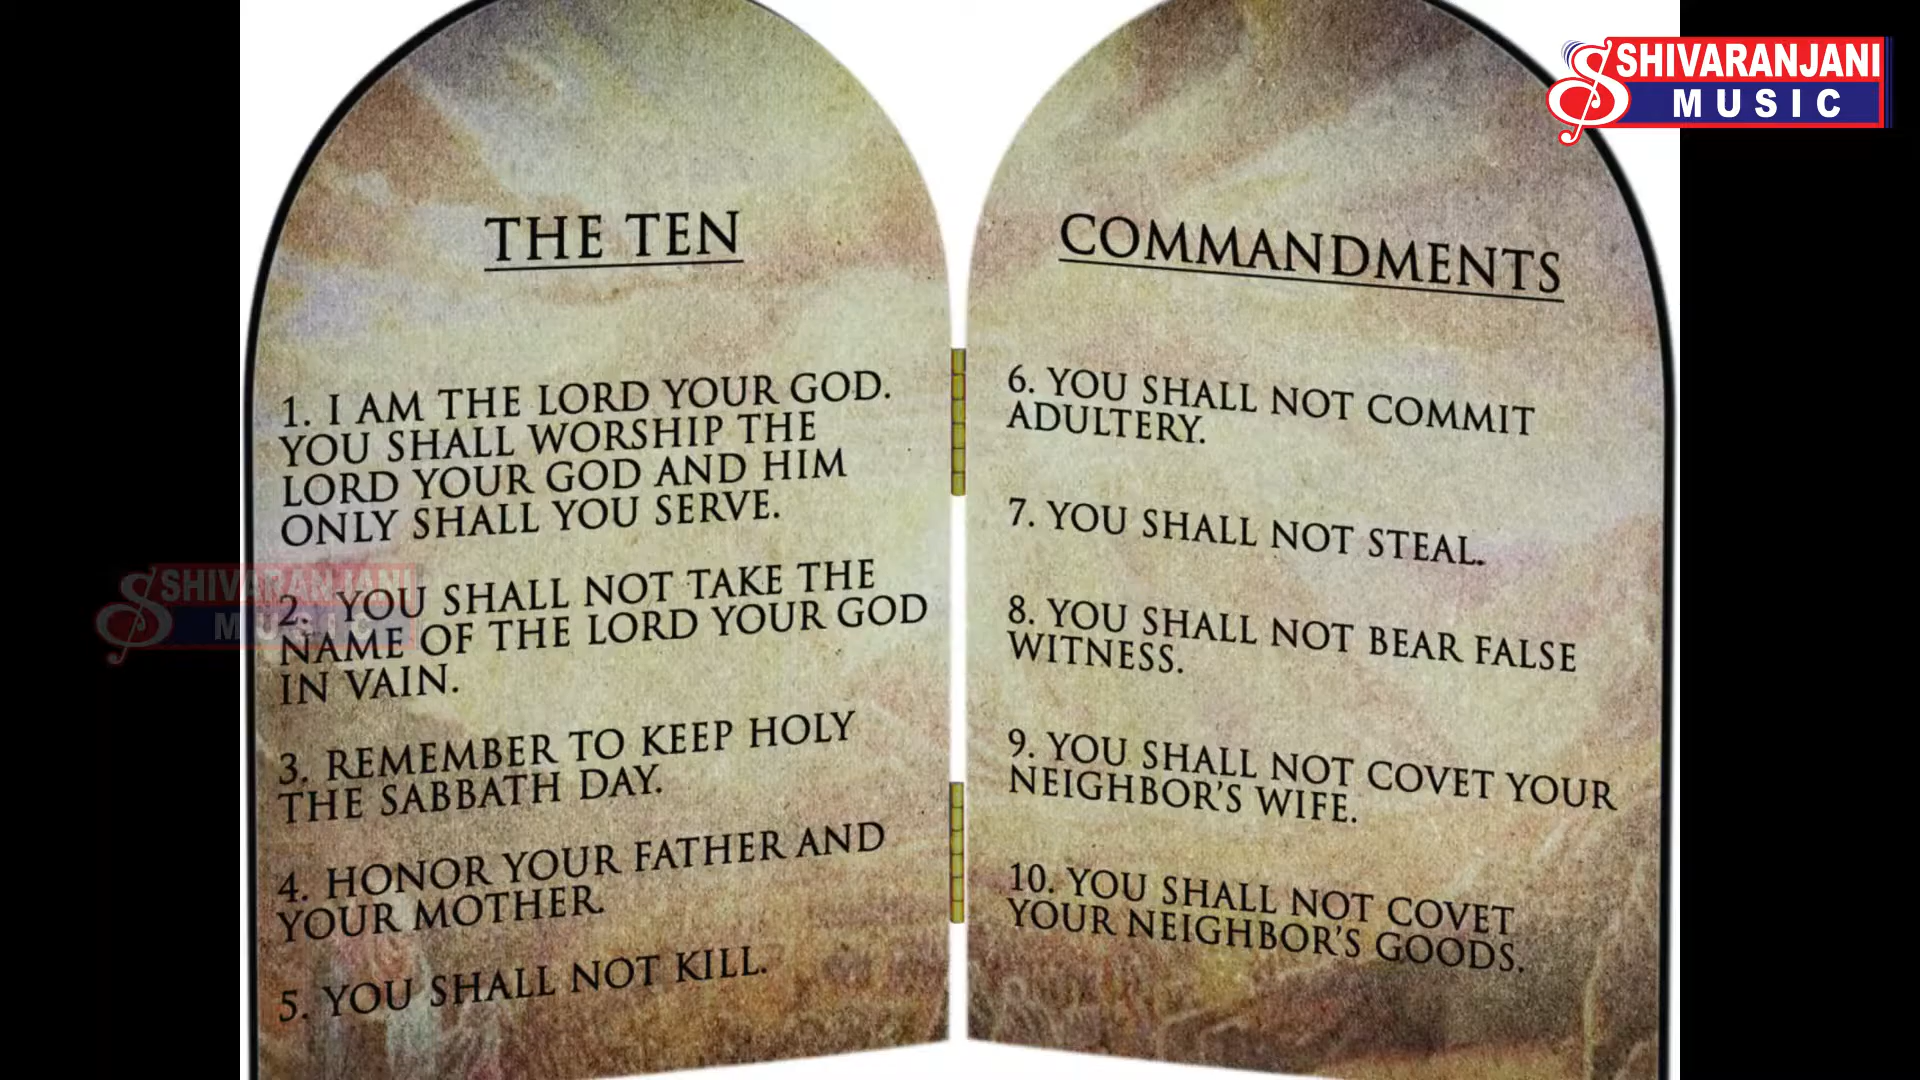 THE TEN
1. I AM THE LORD YOUR GOD.
YOU SHALL WORSHIP THE
LORD YOUR GOD AND HIM
ONLY SHALL YOU SERVE.
2. YOU SHALL NOT TAKE THE
NAME OF THE LORD YOUR GOD
IN VAIN.
3. REMEMBER TO KEEP HOLY
THE SABBATH DAY.
4. HONOR YOUR FATHER AND
YOUR MOTHER.
5. YOU SHALL NOT KILL.
COMMANDMENTS
6. YOU SHALL NOT COMMIT
ADULTERY.
7. YOU SHALL NOT STEAL.
8. YOU SHALL NOT BEAR FALSE
WITNESS.
9. YOU SHALL NOT COVET YOUR
NEIGHBOR'S WIFE.
10. YOU SHALL NOT COVET
YOUR NEIGHBOR'S GOODS.
SHIVARANJANI
MUSIC
SHIVARANJANI
MUSIC